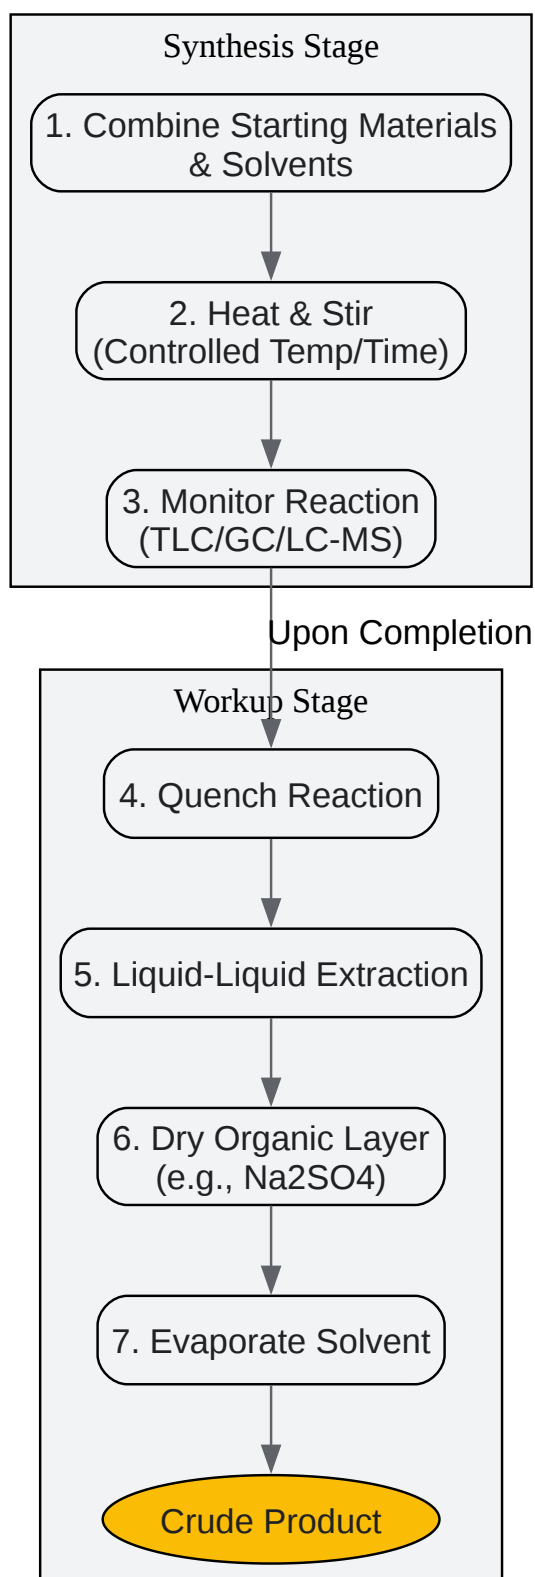 Synthesis Stage
1. Combine Starting Materials
& Solvents
2. Heat & Stir
(Controlled Temp/Time)
3. Monitor Reaction
(TLC/GC/LC-MS)
Upon Completion
Workup Stage
4. Quench Reaction
5. Liquid-Liquid Extraction
6. Dry Organic Layer
(e.g., Na2SO4)
7. Evaporate Solvent
Crude Product